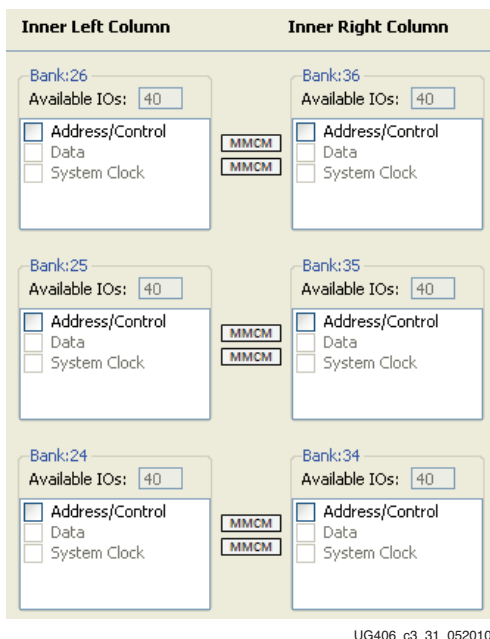 Inner Left Column Inner Right Column
Bank:26 Bank:36
Available IOs: 40 Available IOs: 40
Address/Control Address/Control
MMCM
Data Data
MMCM
System Clock System Clock
Bank:25 Bank:35
Available IOs: 40 Available IOs: 40
Address/Control Address/Control
MMCM
Data Data
MMCM
System Clock System Clock
Bank:24 Bank:34
Available IOs: 40 Available IOs: 40
Address/Control Address/Control
MMCM
Data Data
MMCM
System Clock System Clock
UG406_c3_31_052010